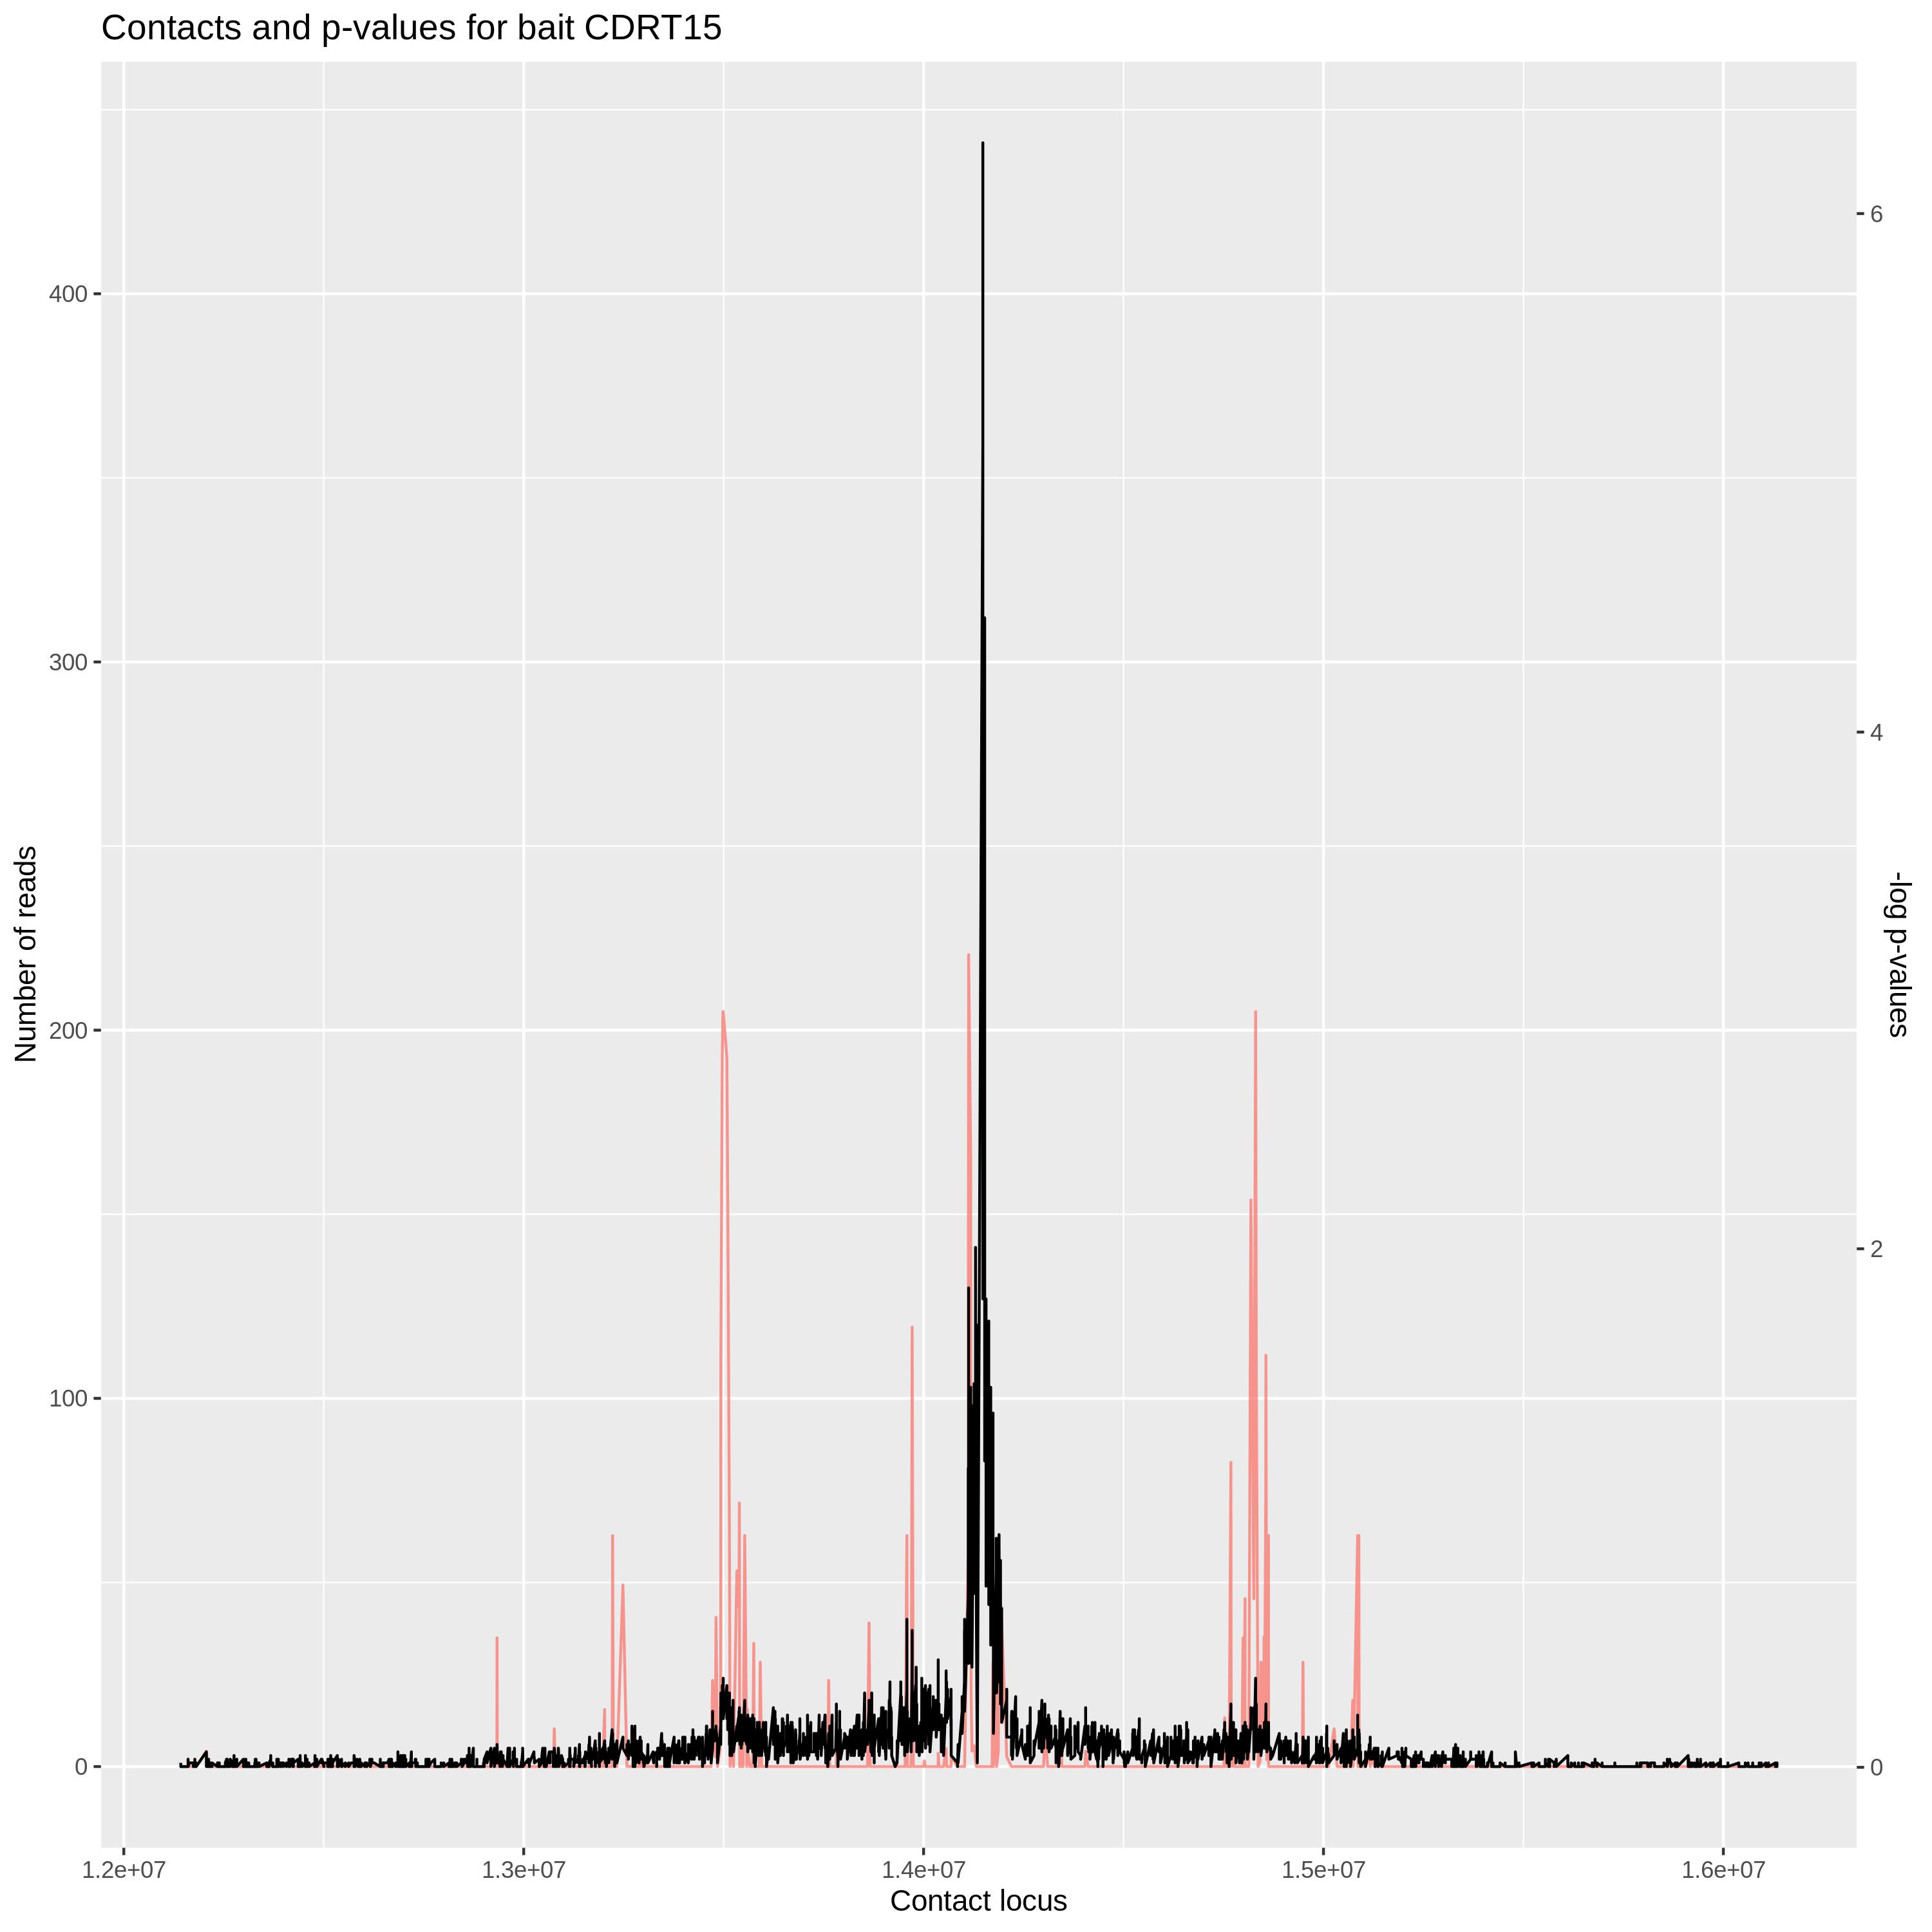 Contacts and p-values for bait CDRT15
400
300
200
100
0
Number of reads
6
4
2
0
-log p-values
1.2e+07
1.3e+07
1.4e+07
1.5e+07
1.6e+07
Contact locus